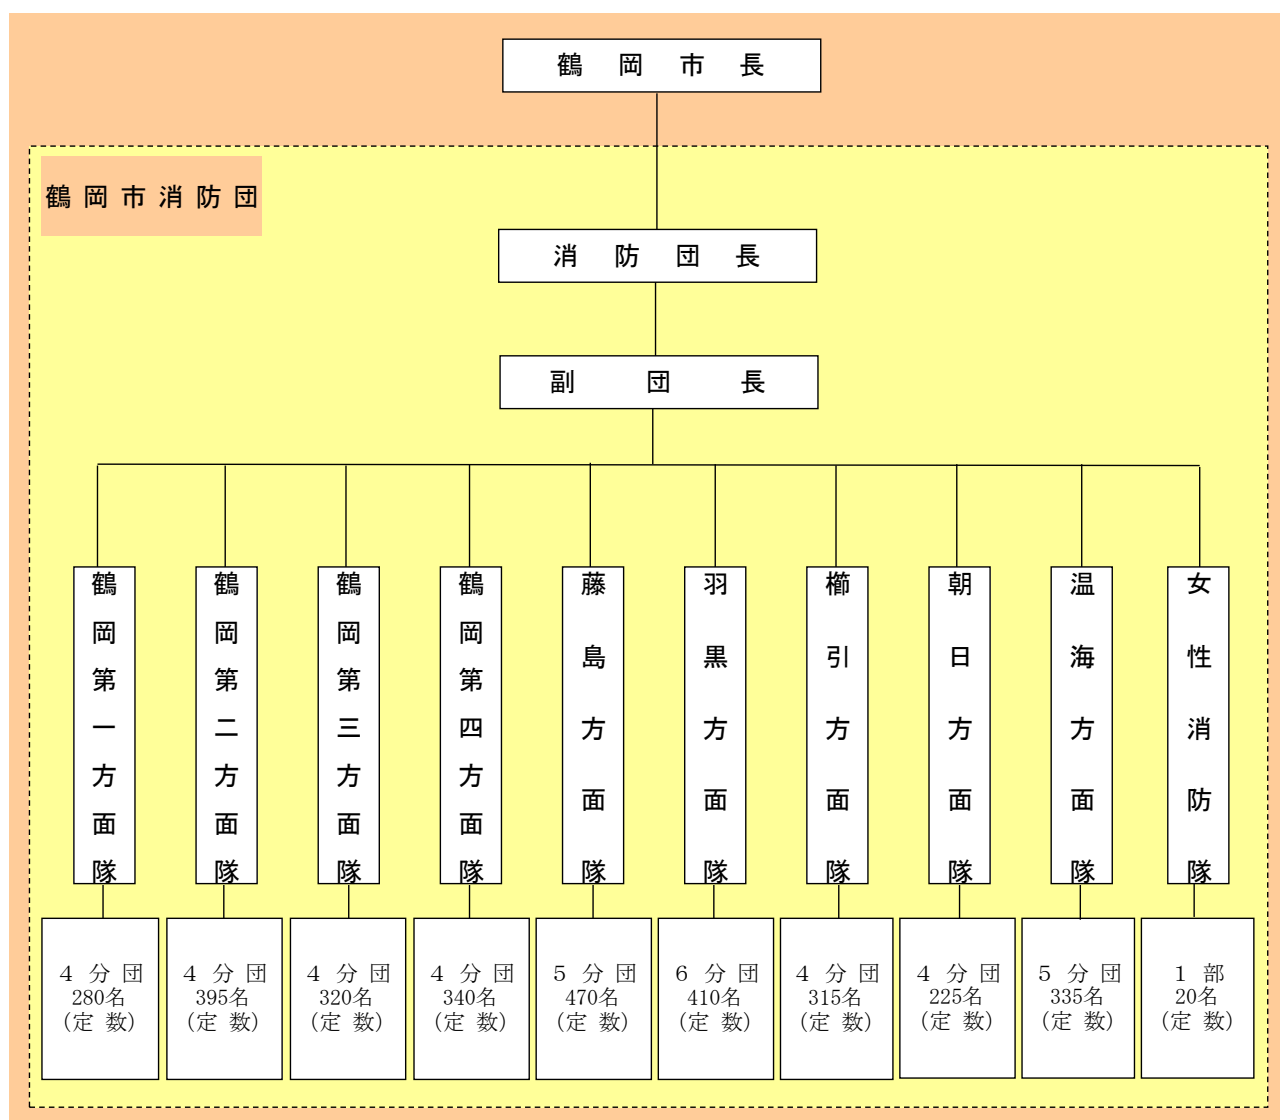 鶴岡市長
鶴岡市消防団
消防団長
副団長
鶴岡第一方面隊
鶴岡第二方面隊
鶴岡第三方面隊
鶴岡第四方面隊
藤島方面隊
羽黒方面隊
櫛引方面隊
朝日方面隊
温海方面隊
女性消防隊
4分団
280名
(定数)
4分団
395名
(定数)
4分団
320名
(定数)
4分団
340名
(定数)
5分団
470名
(定数)
6分団
410名
(定数)
4分団
315名
(定数)
4分団
225名
(定数)
5分団
335名
(定数)
1部
20名
(定数)